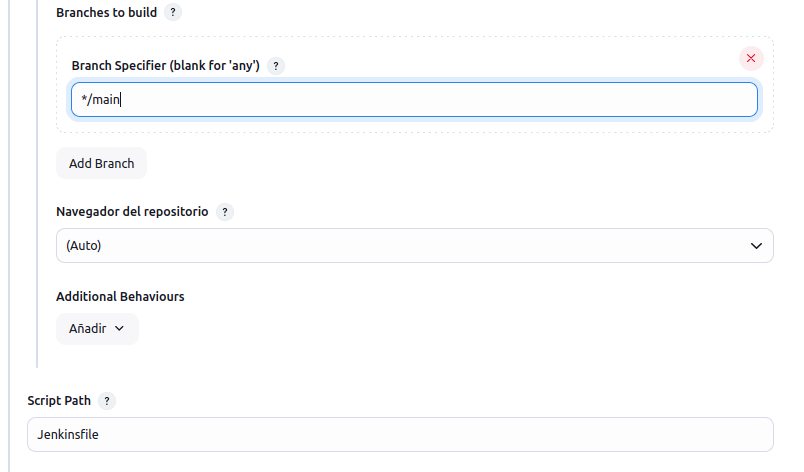 Branches to build ?
Branch Specifier (blank for 'any') ?
*/main
Add Branch
Navegador del repositorio ?
(Auto)
Additional Behaviours
Añadir
Script Path ?
Jenkinsfile